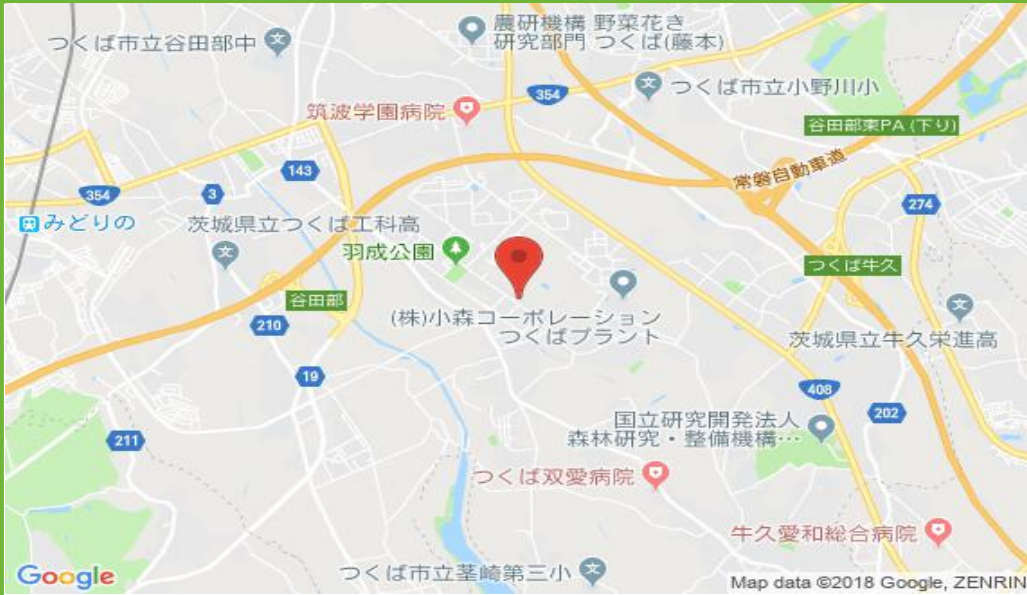 農研機構 野菜花き
研究部門 つくば(藤本)
つくば市立谷田部中
354
つくば市立小野川小
筑波学園病院
谷田部東PA (下り)
143
常磐自動車道
354
3
274
みどりの
茨城県立つくば工科高
羽成公園
つくば牛久
谷田部
(株)小森コーポレーション
つくばプラント
210
茨城県立牛久栄進高
19
408
国立研究開発法人
森林研究・整備機構…
202
211
つくば双愛病院
牛久愛和総合病院
つくば市立茎崎第三小
Google
Map data ©2018 Google, ZENRIN